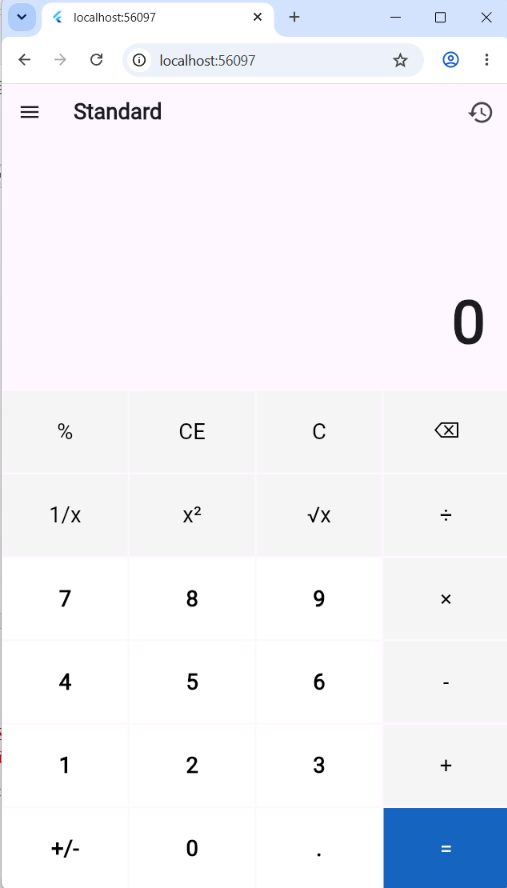 localhost:56097
localhost:56097
Standard
0
% CE C
1/x x² √x ÷
7 8 9 ×
4 5 6 -
1 2 3 +
+/- 0 . =